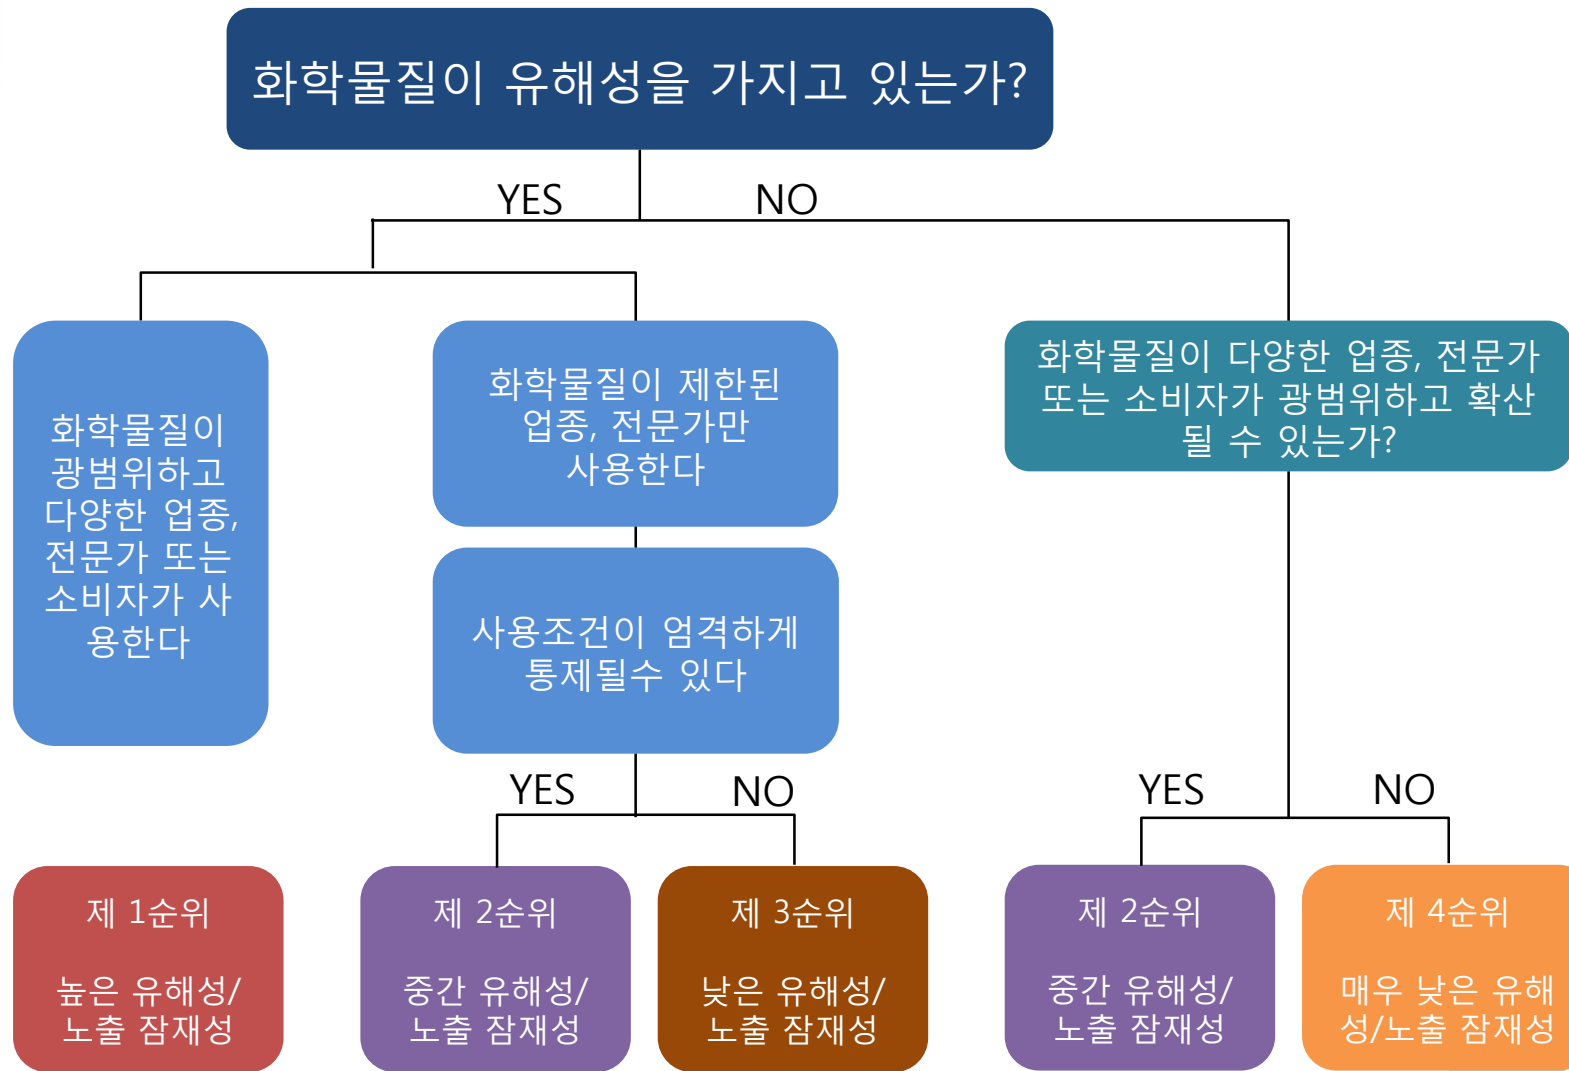 화학물질이 유해성을 가지고 있는가?
YES
NO
화학물질이
광범위하고
다양한 업종,
전문가 또는
소비자가 사
용한다
화학물질이 제한된
업종, 전문가만
사용한다
화학물질이 다양한 업종, 전문가
또는 소비자가 광범위하고 확산
될 수 있는가?
사용조건이 엄격하게
통제될수 있다
YES
NO
YES
NO
제 1순위
높은 유해성/
노출 잠재성
제 2순위
중간 유해성/
노출 잠재성
제 3순위
낮은 유해성/
노출 잠재성
제 2순위
중간 유해성/
노출 잠재성
제 4순위
매우 낮은 유해
성/노출 잠재성